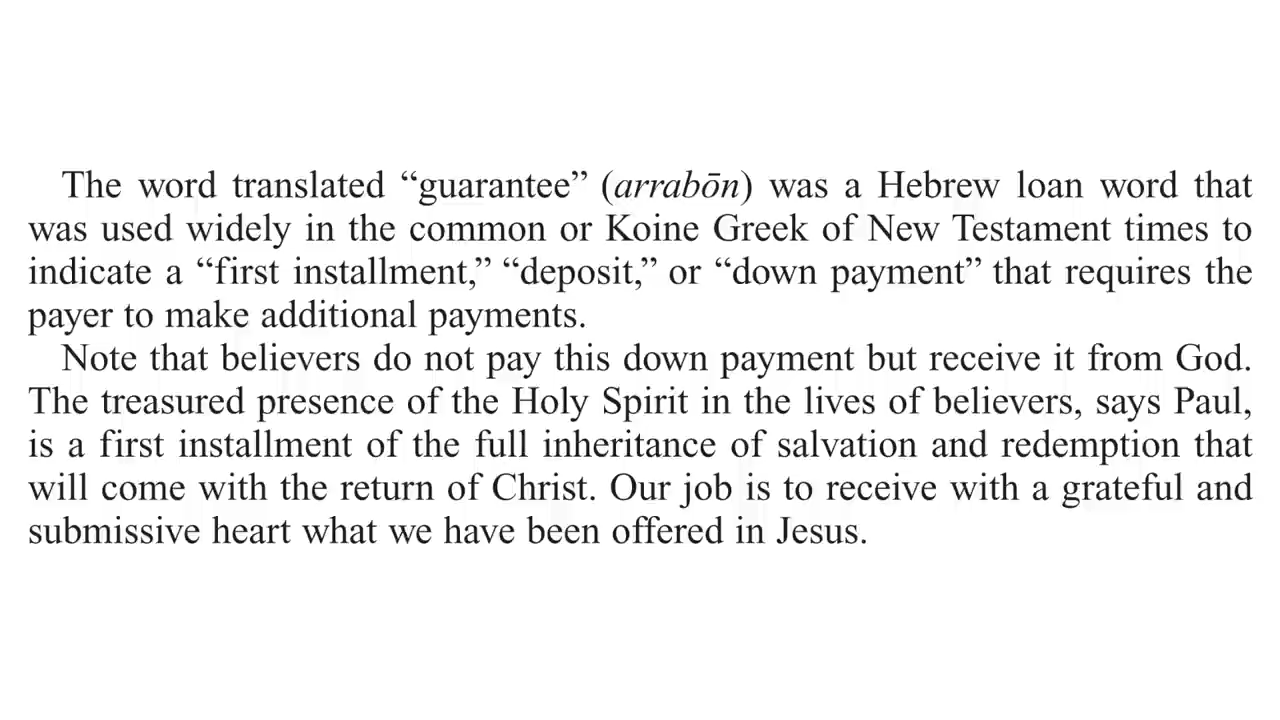 The word translated “guarantee” (arrabōn) was a Hebrew loan word that
was used widely in the common or Koine Greek of New Testament times to
indicate a “first installment,” “deposit,” or “down payment” that requires the
payer to make additional payments.
Note that believers do not pay this down payment but receive it from God.
The treasured presence of the Holy Spirit in the lives of believers, says Paul,
is a first installment of the full inheritance of salvation and redemption that
will come with the return of Christ. Our job is to receive with a grateful and
submissive heart what we have been offered in Jesus.